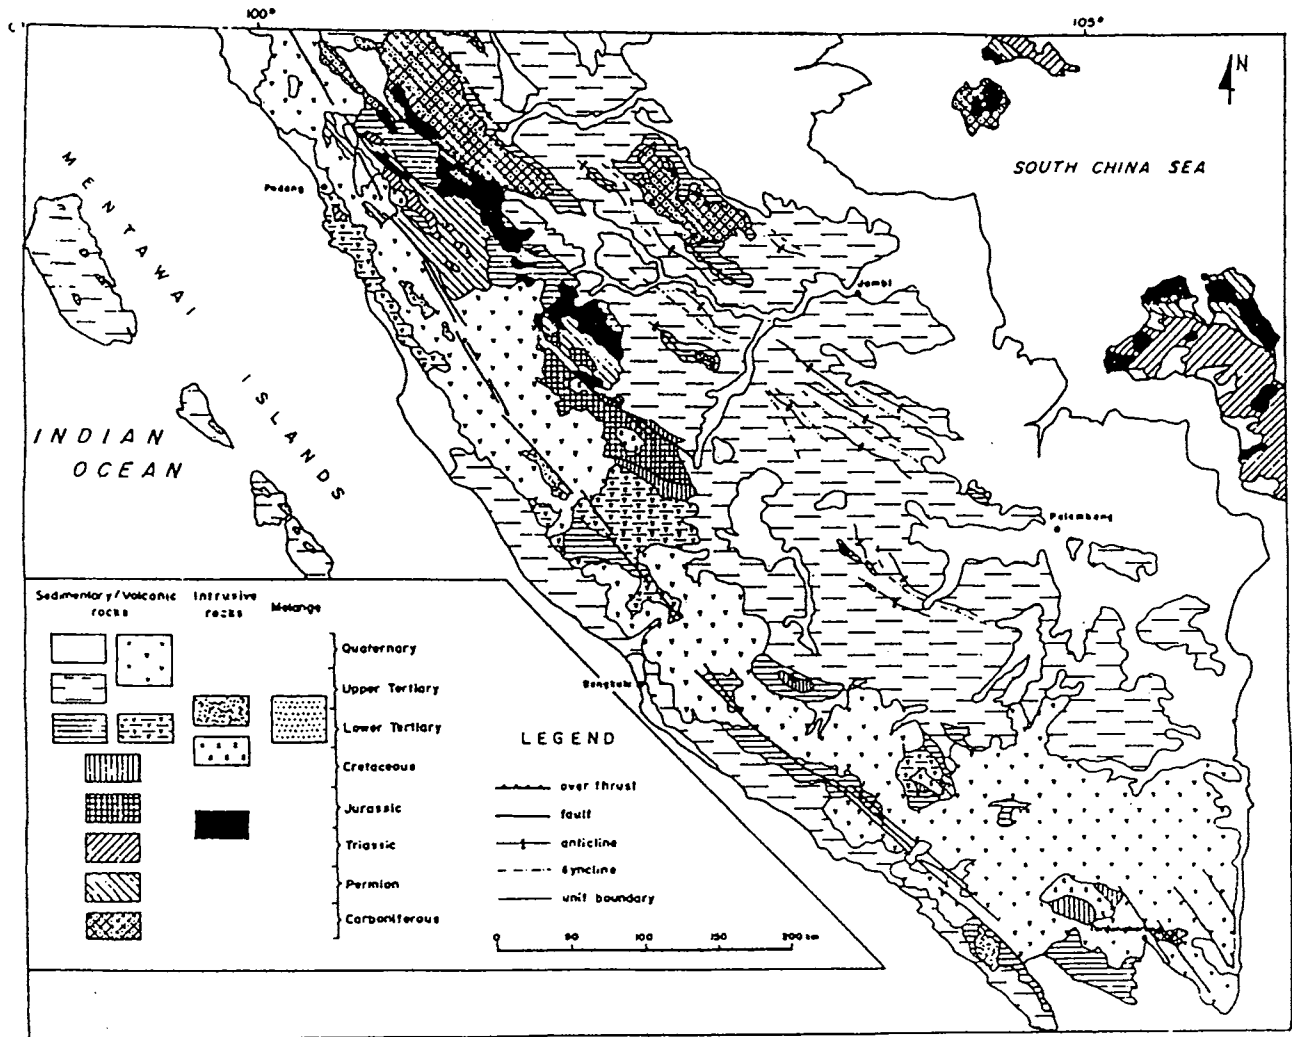 100°
105°
N
SOUTH CHINA SEA
MENTAWAI
ISLANDS
Padang
Jambi
INDIAN
OCEAN
Palembang
Bengkulu
Sedimentary/Volcanic
rocks
Intrusive
rocks
Melange
Quaternary
Upper Tertiary
Lower Tertiary
Cretaceous
Jurassic
Triassic
Permian
Carboniferous
LEGEND
over thrust
fault
anticline
syncline
unit boundary
0 50 100 150 200 km